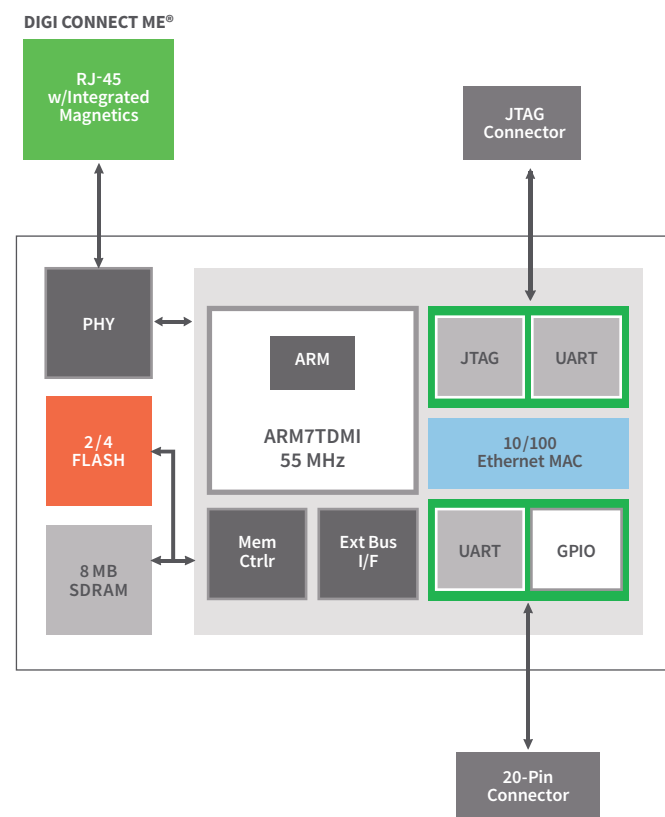 DIGI CONNECT ME®
RJ-45
w/Integrated
Magnetics
JTAG
Connector
PHY
ARM
ARM7TDMI
55 MHz
JTAG
UART
2/4
FLASH
10/100
Ethernet MAC
Mem
Ctrlr
Ext Bus
I/F
UART
GPIO
8 MB
SDRAM
20-Pin
Connector